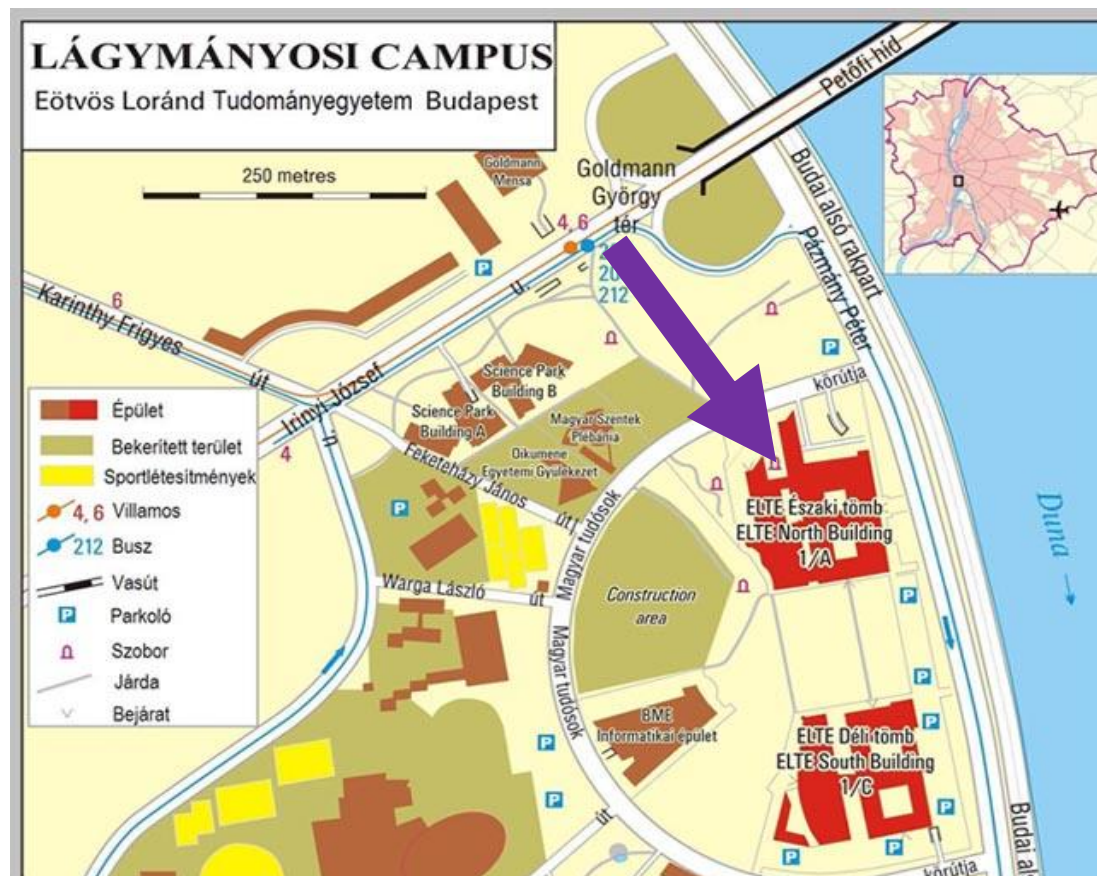 LÁGYMÁNYOSI CAMPUS
Eötvös Loránd Tudományegyetem Budapest
250 metres
Goldmann
Mensa
Goldmann
György
tér
4, 6
212
Petőfi híd
Budai alsó rakpart
Pázmány Péter
körútja
Karinthy Frigyes
út
6
Irinyi József
u.
4
Science Park
Building B
Science Park
Building A
Magyar Szentek
Plébánia
Oikumene
Egyetemi Gyülekezet
Feketeházy János
út
Magyar tudósok
Warga László
út
Magyar tudósok
Construction
area
ELTE Északi tömb
ELTE North Building
1/A
BME
Informatikai épület
ELTE Déli tömb
ELTE South Building
1/C
Duna
út
körútja
Budai al
P
P
P
P
P
P
P
P
P
P
P
Épület
Bekerített terület
Sportlétesítmények
4, 6 Villamos
212 Busz
Vasút
P Parkoló
Szobor
Járda
Bejárat